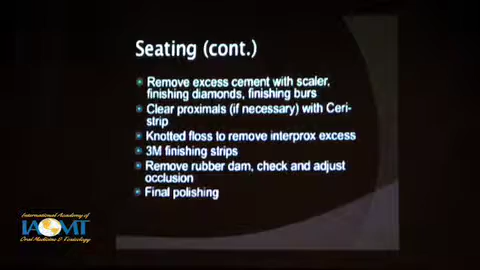 Seating (cont.)
Remove excess cement with scaler,
finishing diamonds, finishing burs
Clear proximals (if necessary) with Ceri-
strip
Knotted floss to remove interprox excess
3M finishing strips
Remove rubber dam, check and adjust
occlusion
Final polishing
International Academy of
IAOMT
Oral Medicine & Toxicology